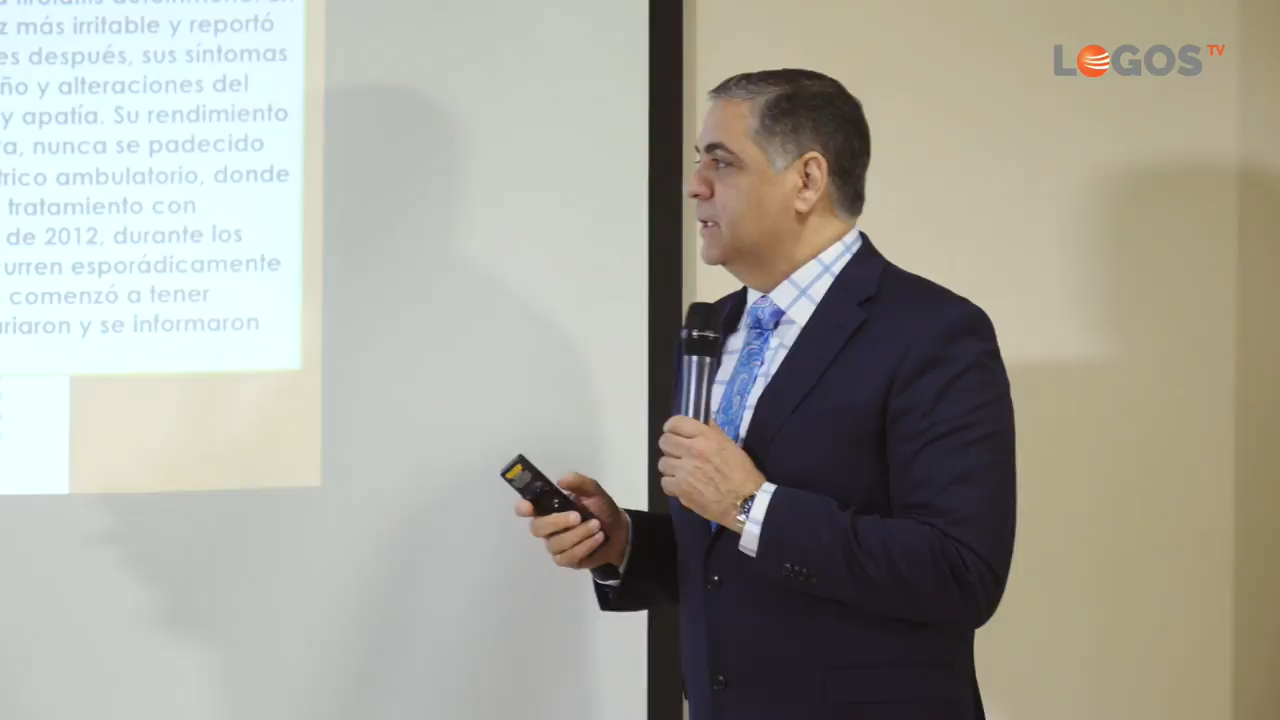 z más irritable y reportó
es después, sus síntomas
ño y alteraciones del
y apatía. Su rendimiento
ra, nunca se padecido
trico ambulatorio, donde
tratamiento con
de 2012, durante los
urren esporádicamente
comenzó a tener
ariaron y se informaron
LOGOS TV